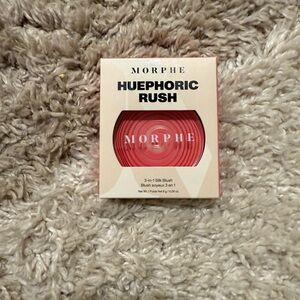 MORPHE
HUEPHORIC
RUSH
MORPHE
3-in-1 Silk Blush
Blush soyeux 3 en 1